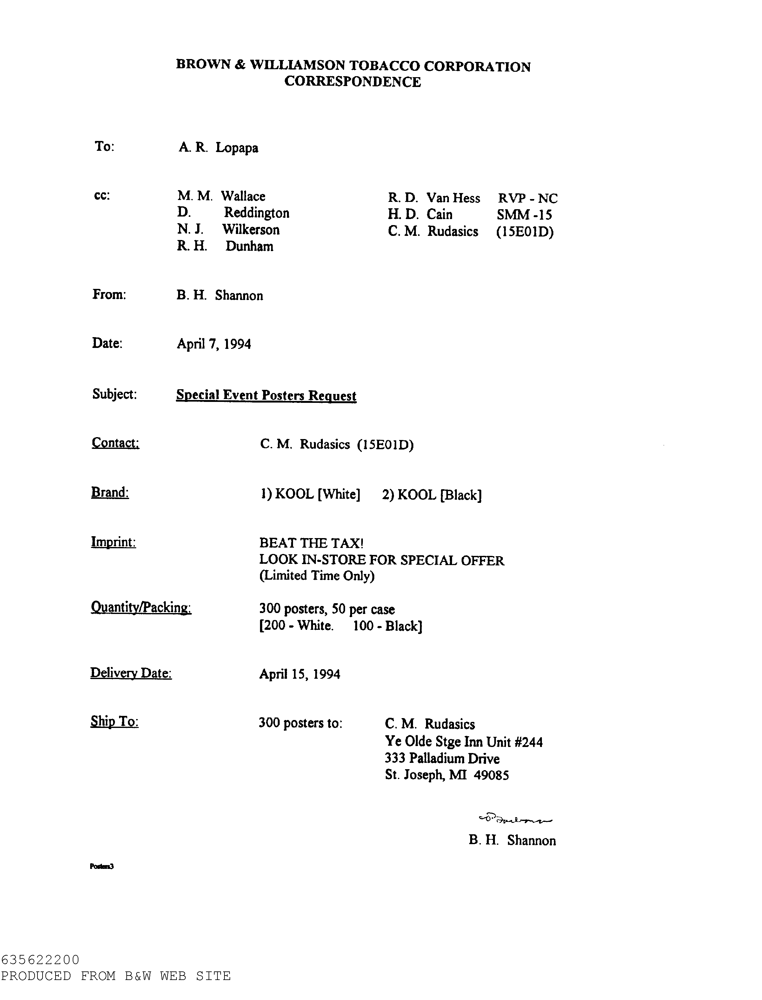 BROWN & WILLIAMSON TOBACCO CORPORATION
CORRESPONDENCE
To: A. R. Lopapa
cc: M. M. Wallace R. D. Van Hess RVP - NC
D. Reddington H. D. Cain SMM -15
N. J. Wilkerson C. M. Rudasics (15E01D)
R. H. Dunham
From: B. H. Shannon
Date: April 7, 1994
Subject: Special Event Posters Request
Contact: C. M. Rudasics (15E01D)
Brand: 1) KOOL [White] 2) KOOL [Black]
Imprint: BEAT THE TAX!
LOOK IN-STORE FOR SPECIAL OFFER
(Limited Time Only)
Quantity/Packing: 300 posters, 50 per case
[200 - White. 100 - Black]
Delivery Date: April 15, 1994
Ship To: 300 posters to: C. M. Rudasics
Ye Olde Stge Inn Unit #244
333 Palladium Drive
St. Joseph, MI 49085
B. H. Shannon
Posters3
635622200
PRODUCED FROM B&W WEB SITE